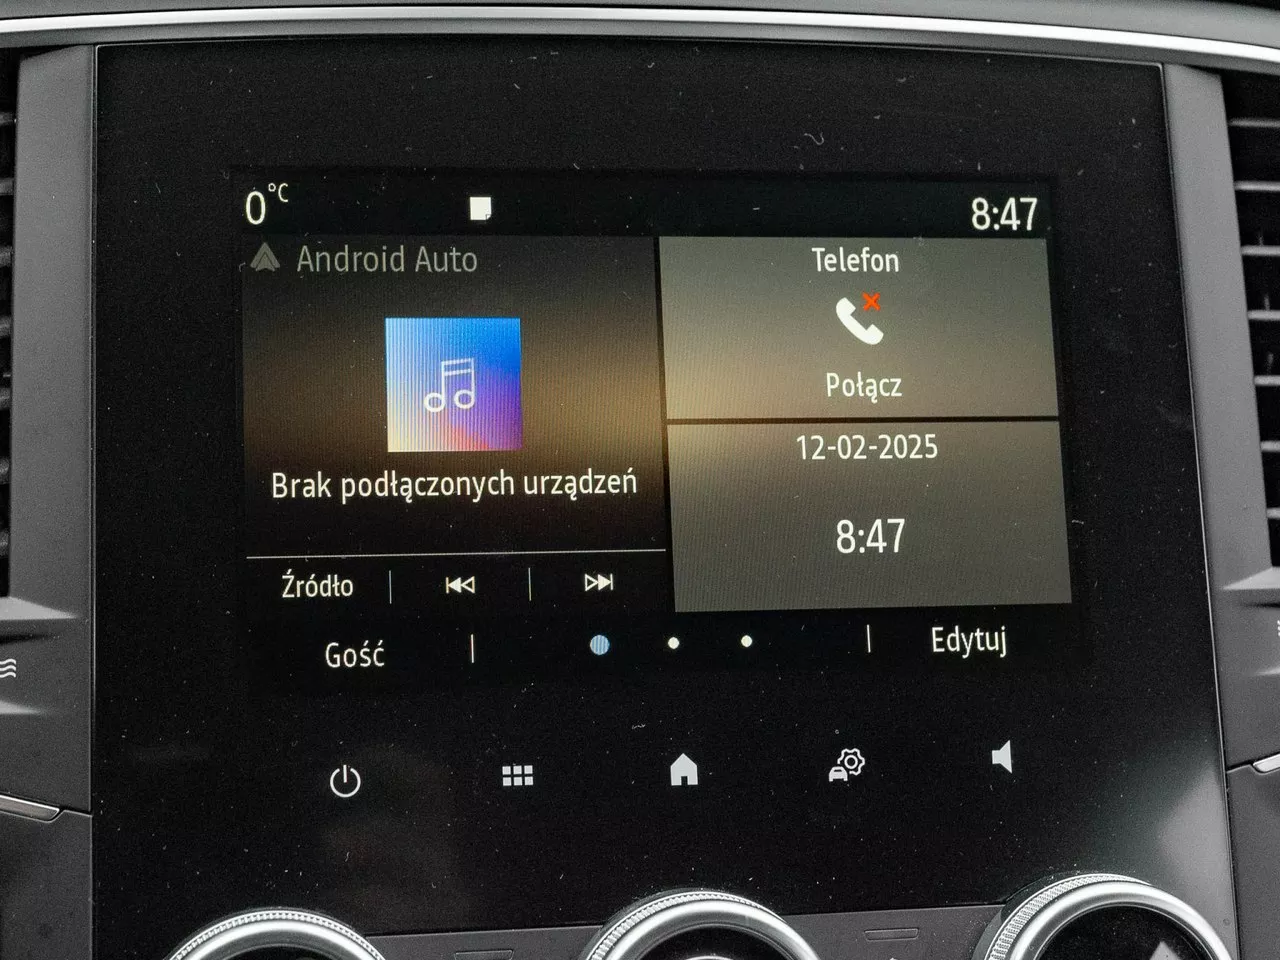 0°C
8:47
Android Auto
Brak podłączonych urządzeń
Źródło
Telefon
Połącz
12-02-2025
8:47
Gość
Edytuj